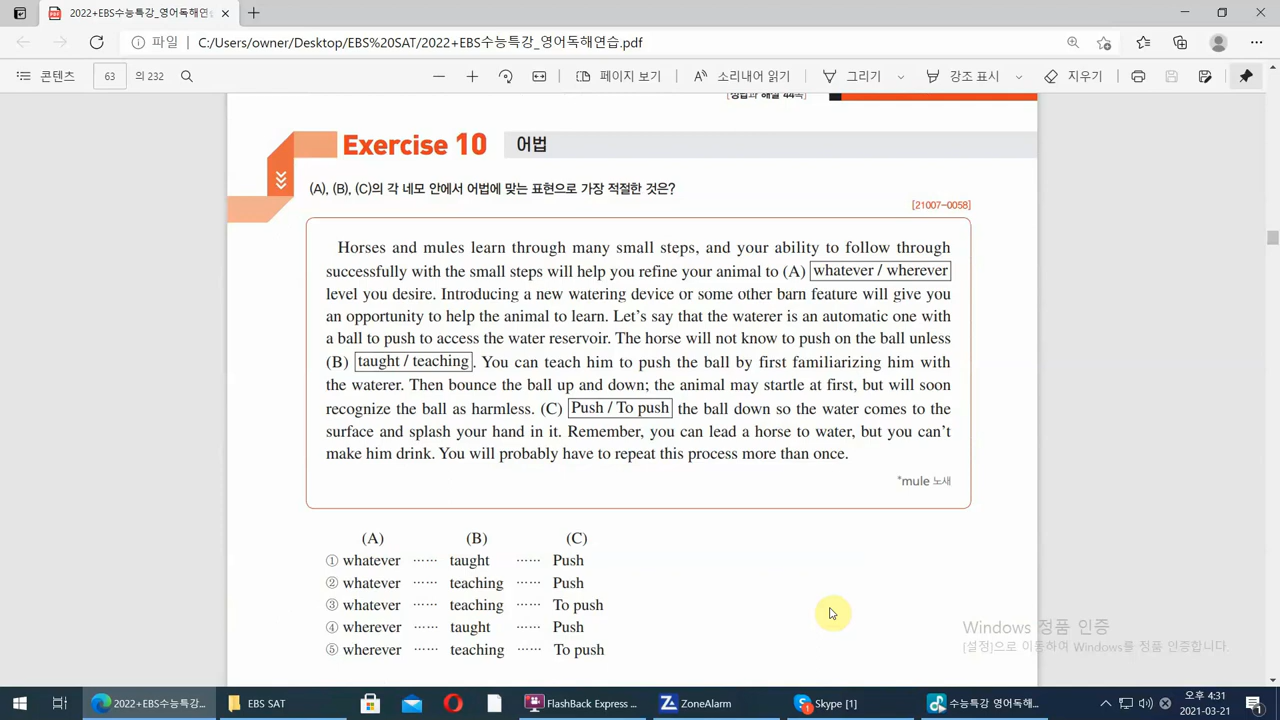 2022+EBS수능특강_영어독해연습
파일 C:/Users/owner/Desktop/EBS%20SAT/2022+EBS수능특강_영어독해연습.pdf
콘텐츠 63 의 232 페이지 보기 소리내어 읽기 그리기 강조 표시 지우기
[정답과 해설 44쪽]
Exercise 10 어법
(A), (B), (C)의 각 네모 안에서 어법에 맞는 표현으로 가장 적절한 것은?
[21007-0058]
Horses and mules learn through many small steps, and your ability to follow through
successfully with the small steps will help you refine your animal to (A) whatever / wherever
level you desire. Introducing a new watering device or some other barn feature will give you
an opportunity to help the animal to learn. Let's say that the waterer is an automatic one with
a ball to push to access the water reservoir. The horse will not know to push on the ball unless
(B) taught / teaching. You can teach him to push the ball by first familiarizing him with
the waterer. Then bounce the ball up and down; the animal may startle at first, but will soon
recognize the ball as harmless. (C) Push / To push the ball down so the water comes to the
surface and splash your hand in it. Remember, you can lead a horse to water, but you can't
make him drink. You will probably have to repeat this process more than once.
*mule 노새
(A) (B) (C)
① whatever ...... taught ...... Push
② whatever ...... teaching ...... Push
③ whatever ...... teaching ...... To push
④ wherever ...... taught ...... Push
⑤ wherever ...... teaching ...... To push
Windows 정품 인증
[설정]으로 이동하여 Windows를 정품 인증합니다.
2022+EBS수능특강_... EBS SAT FlashBack Express ... ZoneAlarm Skype [1] 수능특강 영어독해... 오후 4:31
2021-03-21